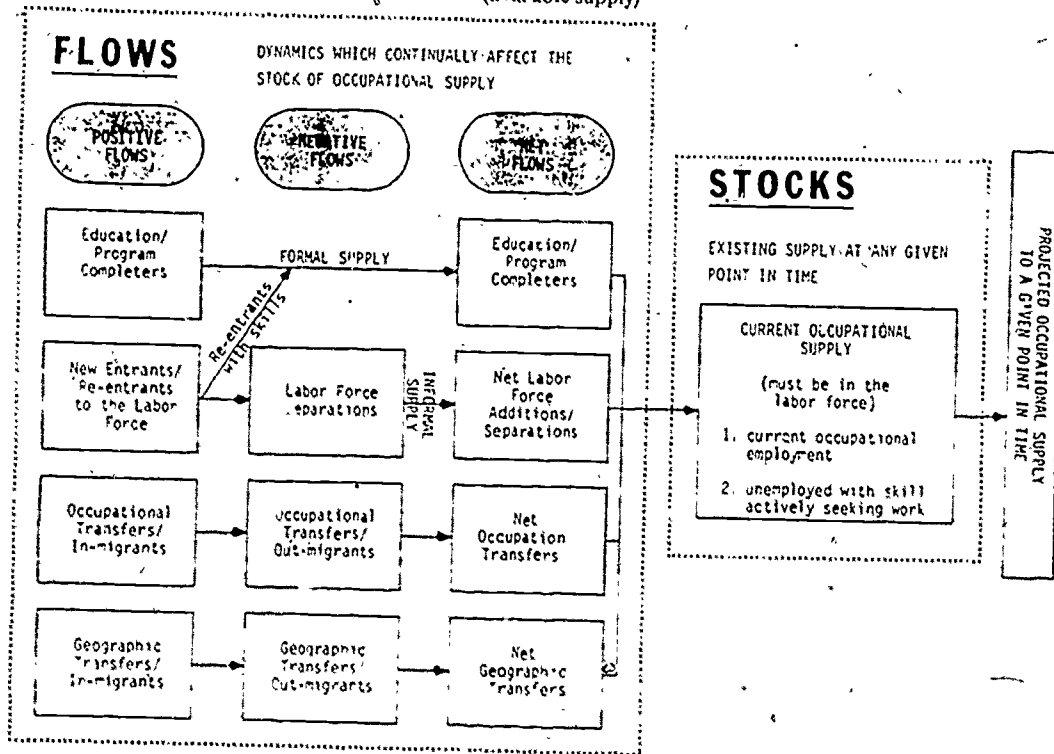 supply)
FLOWS
DYNAMICS WHICH CONTINUALLY AFFECT THE
STOCK OF OCCUPATIONAL SUPPLY
POSITIVE
FLOWS
NEGATIVE
FLOWS
NET
FLOWS
Education/
Program
Completers
FORMAL SUPPLY
Education/
Program
Completers
Re-entrants
with skills
New Entrants/
Re-entrants
to the Labor
Force
Labor Force
Separations
INFORMAL
SUPPLY
Net Labor
Force
Additions/
Separations
Occupational
Transfers/
In-migrants
Occupational
Transfers/
Out-migrants
Net
Occupation
Transfers
Geographic
Transfers/
In-migrants
Geographic
Transfers/
Out-migrants
Net
Geographic
Transfers
STOCKS
EXISTING SUPPLY AT ANY GIVEN
POINT IN TIME
CURRENT OCCUPATIONAL
SUPPLY
(must be in the
labor force)
1. current occupational
employment
2. unemployed with skill
actively seeking work
PROJECTED OCCUPATIONAL SUPPLY
TO A GIVEN POINT IN TIME